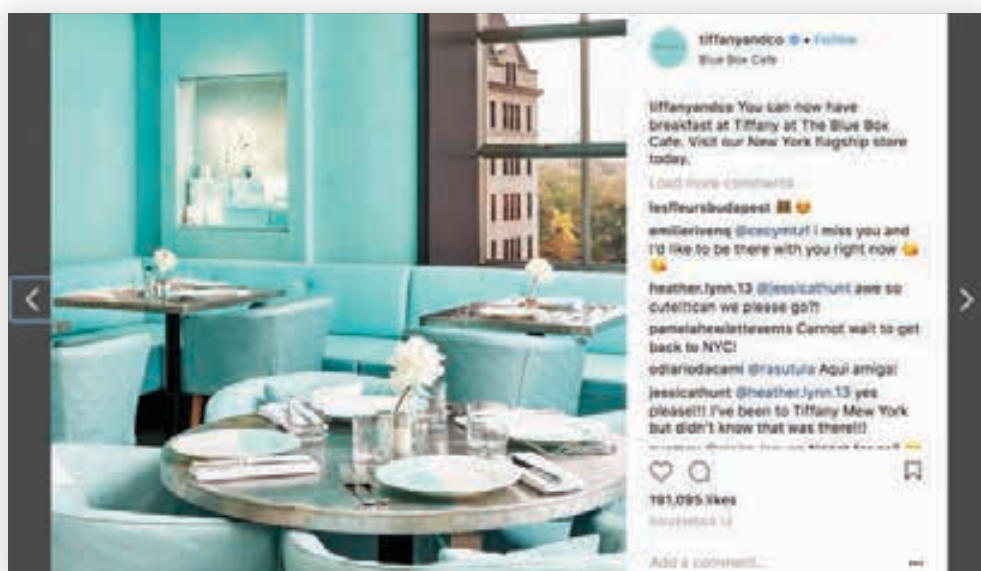 tiffanyandco • Follow
Blue Box Cafe
tiffanyandco You can now have
breakfast at Tiffany at The Blue Box
Cafe. Visit our New York flagship store
today.
Load more comments
lesfleursbudapest
emilierivenq @cecymtzf i miss you and
I'd like to be there with you right now
heather.lynn.13 @jessicathunt awe so
cute!!!can we please go?!
pamelahewlettevents Cannot wait to get
back to NYC!
odiariodacami @rasutula Aqui amiga!
jessicathunt @heather.lynn.13 yes
please!!! I've been to Tiffany Mew York
but didn't know that was there!!!
191,095 likes
Add a comment...